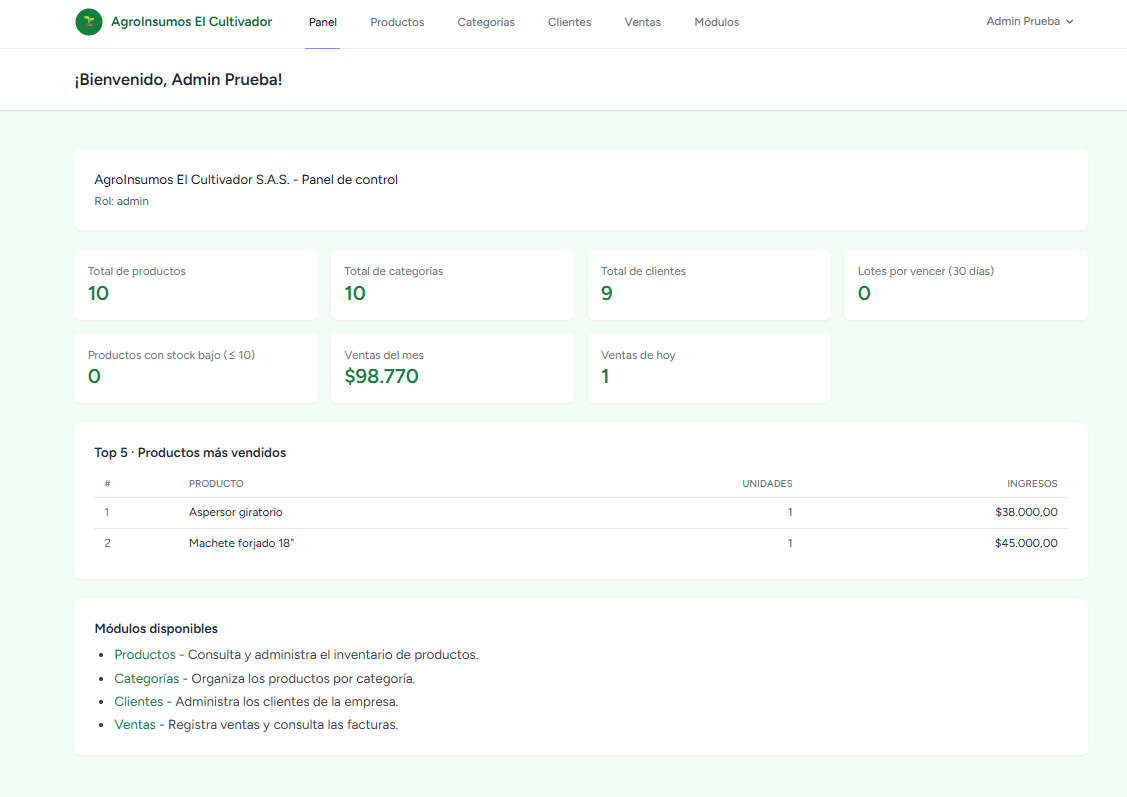 AgroInsumos El Cultivador Panel Productos Categorías Clientes Ventas Módulos Admin Prueba
¡Bienvenido, Admin Prueba!
AgroInsumos El Cultivador S.A.S. - Panel de control
Rol: admin
Total de productos
10
Total de categorías
10
Total de clientes
9
Lotes por vencer (30 días)
0
Productos con stock bajo (≤ 10)
0
Ventas del mes
$98.770
Ventas de hoy
1
Top 5 · Productos más vendidos
# PRODUCTO UNIDADES INGRESOS
1 Aspersor giratorio 1 $38.000,00
2 Machete forjado 18" 1 $45.000,00
Módulos disponibles
• Productos - Consulta y administra el inventario de productos.
• Categorías - Organiza los productos por categoría.
• Clientes - Administra los clientes de la empresa.
• Ventas - Registra ventas y consulta las facturas.